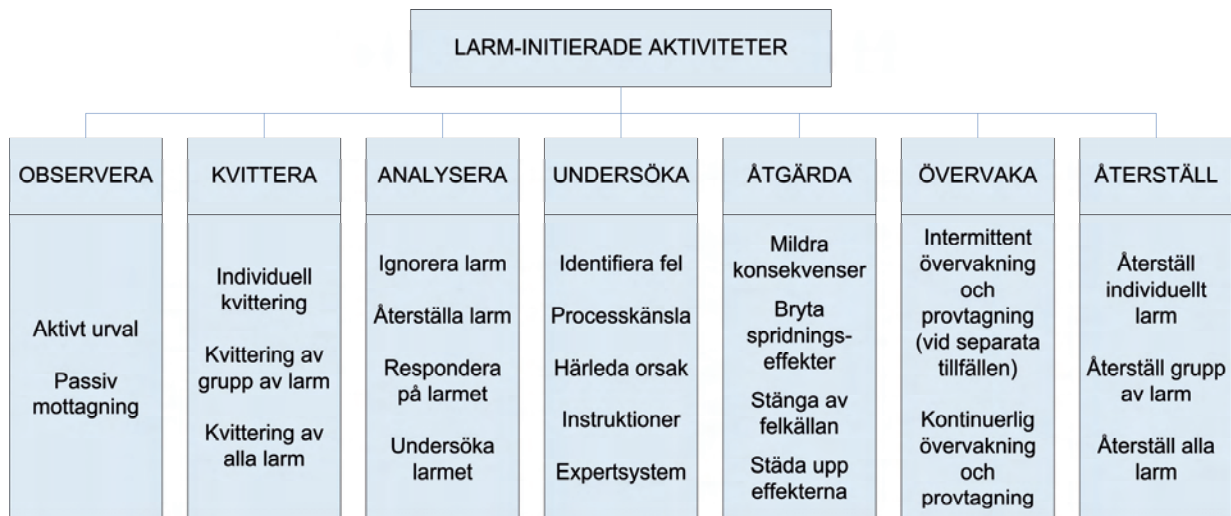 LARM-INITIERADE AKTIVITETER
OBSERVERA
Aktivt urval
Passiv
mottagning
KVITTERA
Individuell
kvittering
Kvittering av
grupp av larm
Kvittering av
alla larm
ANALYSERA
Ignorera larm
Återställa larm
Respondera
på larmet
Undersöka
larmet
UNDERSÖKA
Identifiera fel
Processkänsla
Härleda orsak
Instruktioner
Expertsystem
ÅTGÄRDA
Mildra
konsekvenser
Bryta
spridnings-
effekter
Stänga av
felkällan
Städa upp
effekterna
ÖVERVAKA
Intermittent
övervakning
och
provtagning
(vid separata
tillfällen)
Kontinuerlig
övervakning
och
provtagning
ÅTERSTÄLL
Återställ
individuellt
larm
Återställ grupp
av larm
Återställ alla
larm